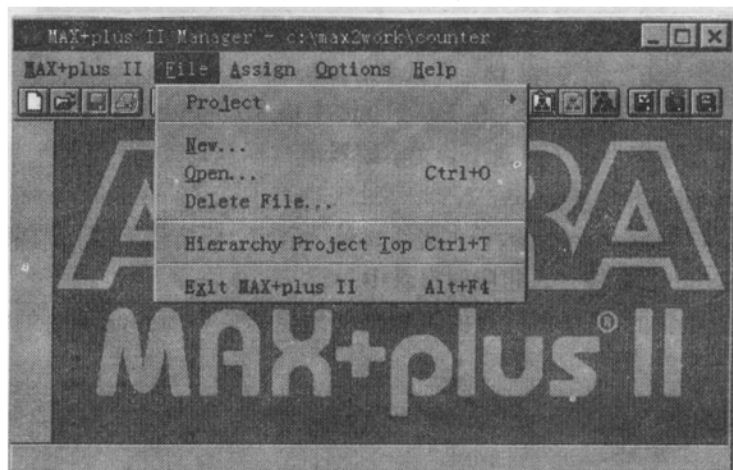 MAX+plus II Manager - c:\max2work\counter
MAX+plus II File Assign Options Help
Project
New...
Open... Ctrl+O
Delete File...
Hierarchy Project Top Ctrl+T
Exit MAX+plus II Alt+F4
A RA
MAX+plus® II